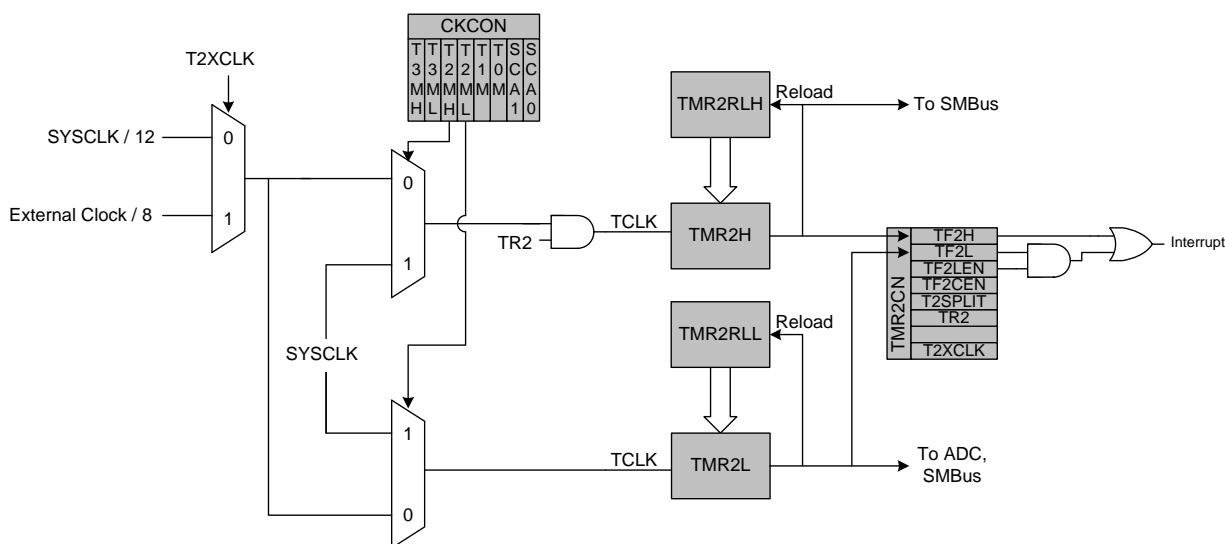 CKCON
T3MH
T3ML
T2MH
T2ML
T1M
T0M
SCA1
SCA0
T2XCLK
SYSCLK / 12
0
External Clock / 8
1
0
1
TR2
TCLK
TMR2RLH
Reload
To SMBus
TMR2H
TMR2CN
TF2H
TF2L
TF2LEN
TF2CEN
T2SPLIT
TR2
T2XCLK
Interrupt
SYSCLK
1
0
TCLK
TMR2RLL
Reload
TMR2L
To ADC,
SMBus